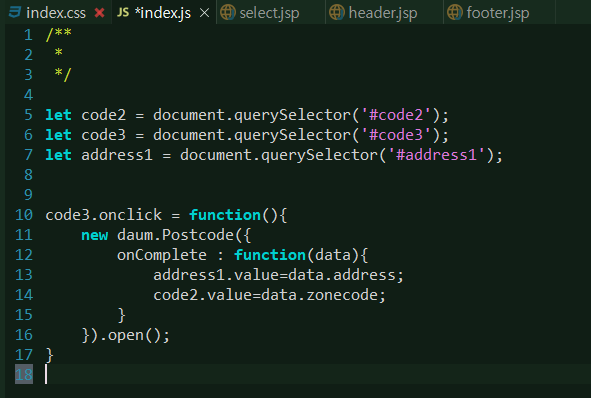 index.css JS *index.js select.jsp header.jsp footer.jsp
1 /**
2  *
3  */
4
5 let code2 = document.querySelector('#code2');
6 let code3 = document.querySelector('#code3');
7 let address1 = document.querySelector('#address1');
8
9
10 code3.onclick = function(){
11     new daum.Postcode({
12         onComplete : function(data){
13             address1.value=data.address;
14             code2.value=data.zonecode;
15         }
16     }).open();
17 }
18